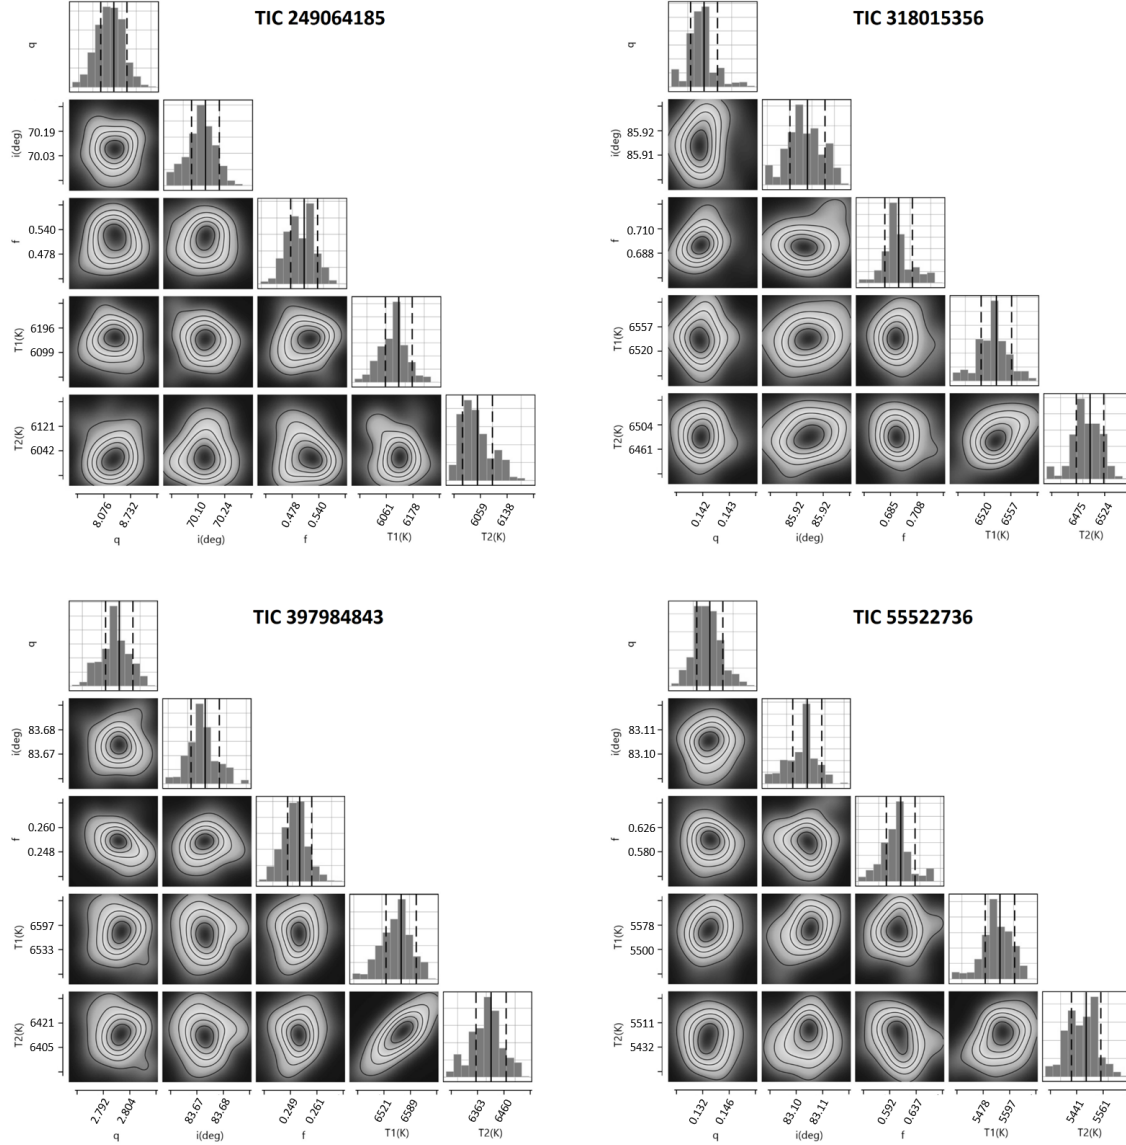 TIC 249064185
q
i(deg)
70.19
70.03
f
0.540
0.478
T1(K)
6196
6099
T2(K)
6121
6042
8.076 8.732 70.10 70.24 0.478 0.540 6061 6178 6059 6138
q i(deg) f T1(K) T2(K)
TIC 318015356
q
i(deg)
85.92
85.91
f
0.710
0.688
T1(K)
6557
6520
T2(K)
6504
6461
0.142 0.143 85.92 85.92 0.685 0.708 6520 6557 6475 6524
q i(deg) f T1(K) T2(K)
TIC 397984843
q
i(deg)
83.68
83.67
f
0.260
0.248
T1(K)
6597
6533
T2(K)
6421
6405
2.792 2.804 83.67 83.68 0.249 0.261 6521 6589 6363 6460
q i(deg) f T1(K) T2(K)
TIC 55522736
q
i(deg)
83.11
83.10
f
0.626
0.580
T1(K)
5578
5500
T2(K)
5511
5432
0.132 0.146 83.10 83.11 0.592 0.637 5478 5597 5441 5561
q i(deg) f T1(K) T2(K)